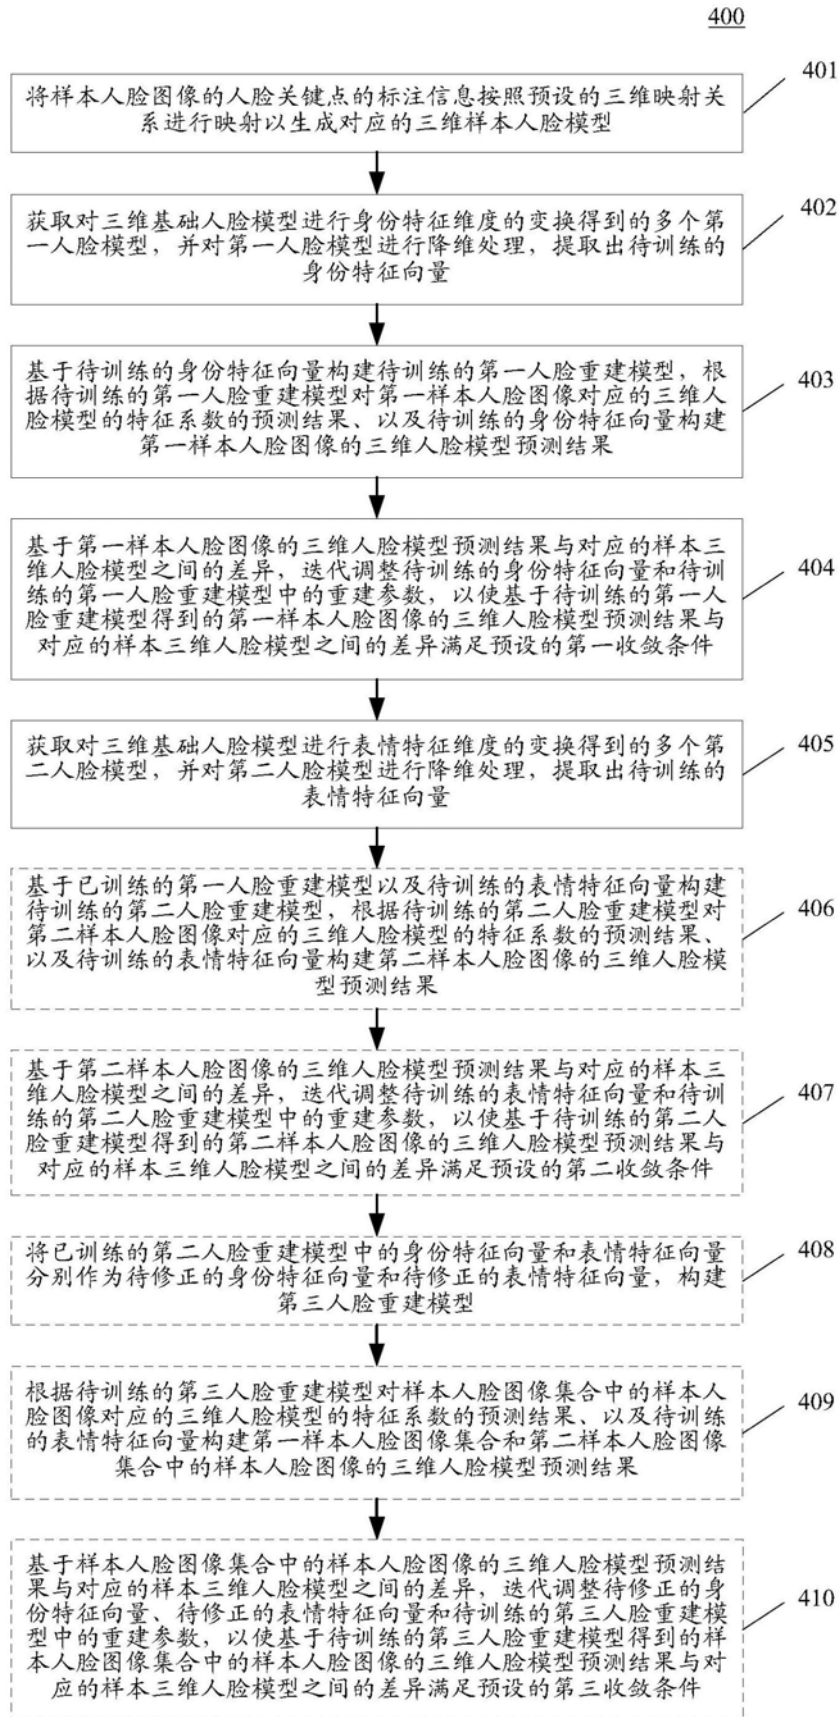 400
将样本人脸图像的人脸关键点的标注信息按照预设的三维映射关
系进行映射以生成对应的三维样本人脸模型
401
获取对三维基础人脸模型进行身份特征维度的变换得到的多个第
一人脸模型，并对第一人脸模型进行降维处理，提取出待训练的
身份特征向量
402
基于待训练的身份特征向量构建待训练的第一人脸重建模型，根
据待训练的第一人脸重建模型对第一样本人脸图像对应的三维人
脸模型的特征系数的预测结果、以及待训练的身份特征向量构建
第一样本人脸图像的三维人脸模型预测结果
403
基于第一样本人脸图像的三维人脸模型预测结果与对应的样本三
维人脸模型之间的差异，迭代调整待训练的身份特征向量和待训
练的第一人脸重建模型中的重建参数，以使基于待训练的第一人
脸重建模型得到的第一样本人脸图像的三维人脸模型预测结果与
对应的样本三维人脸模型之间的差异满足预设的第一收敛条件
404
获取对三维基础人脸模型进行表情特征维度的变换得到的多个第
二人脸模型，并对第二人脸模型进行降维处理，提取出待训练的
表情特征向量
405
基于已训练的第一人脸重建模型以及待训练的表情特征向量构建
待训练的第二人脸重建模型，根据待训练的第二人脸重建模型对
第二样本人脸图像对应的三维人脸模型的特征系数的预测结果、
以及待训练的表情特征向量构建第二样本人脸图像的三维人脸模
型预测结果
406
基于第二样本人脸图像的三维人脸模型预测结果与对应的样本三
维人脸模型之间的差异，迭代调整待训练的表情特征向量和待训
练的第二人脸重建模型中的重建参数，以使基于待训练的第二人
脸重建模型得到的第二样本人脸图像的三维人脸模型预测结果与
对应的样本三维人脸模型之间的差异满足预设的第二收敛条件
407
将已训练的第二人脸重建模型中的身份特征向量和表情特征向量
分别作为待修正的身份特征向量和待修正的表情特征向量，构建
第三人脸重建模型
408
根据待训练的第三人脸重建模型对样本人脸图像集合中的样本人
脸图像对应的三维人脸模型的特征系数的预测结果、以及待训练
的表情特征向量构建第一样本人脸图像集合和第二样本人脸图像
集合中的样本人脸图像的三维人脸模型预测结果
409
基于样本人脸图像集合中的样本人脸图像的三维人脸模型预测结
果与对应的样本三维人脸模型之间的差异，迭代调整待修正的身
份特征向量、待修正的表情特征向量和待训练的第三人脸重建模
型中的重建参数，以使基于待训练的第三人脸重建模型得到的样
本人脸图像集合中的样本人脸图像的三维人脸模型预测结果与对
应的样本三维人脸模型之间的差异满足预设的第三收敛条件
410